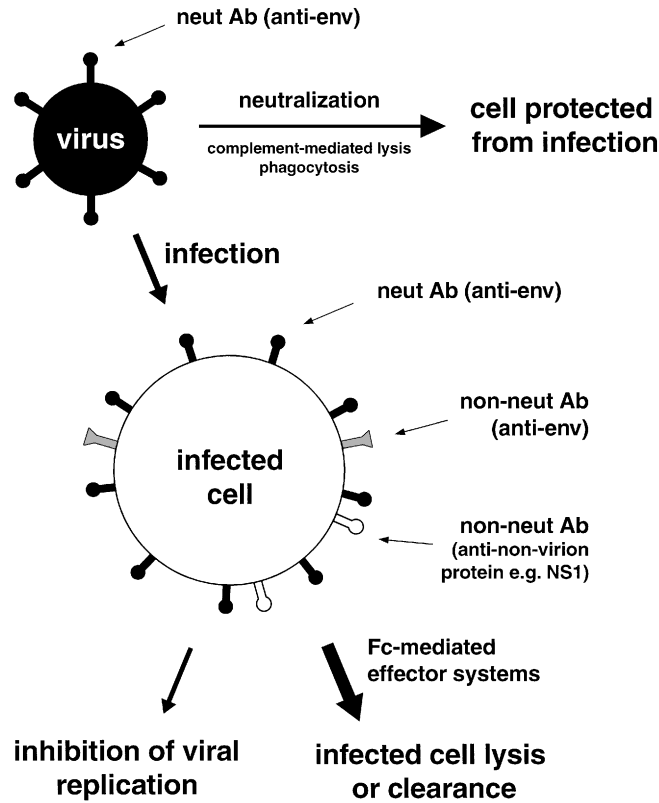 neut Ab (anti-env)
virus
neutralization
complement-mediated lysis
phagocytosis
cell protected
from infection
infection
neut Ab (anti-env)
non-neut Ab
(anti-env)
infected
cell
non-neut Ab
(anti-non-virion
protein e.g. NS1)
Fc-mediated
effector systems
inhibition of viral
replication
infected cell lysis
or clearance